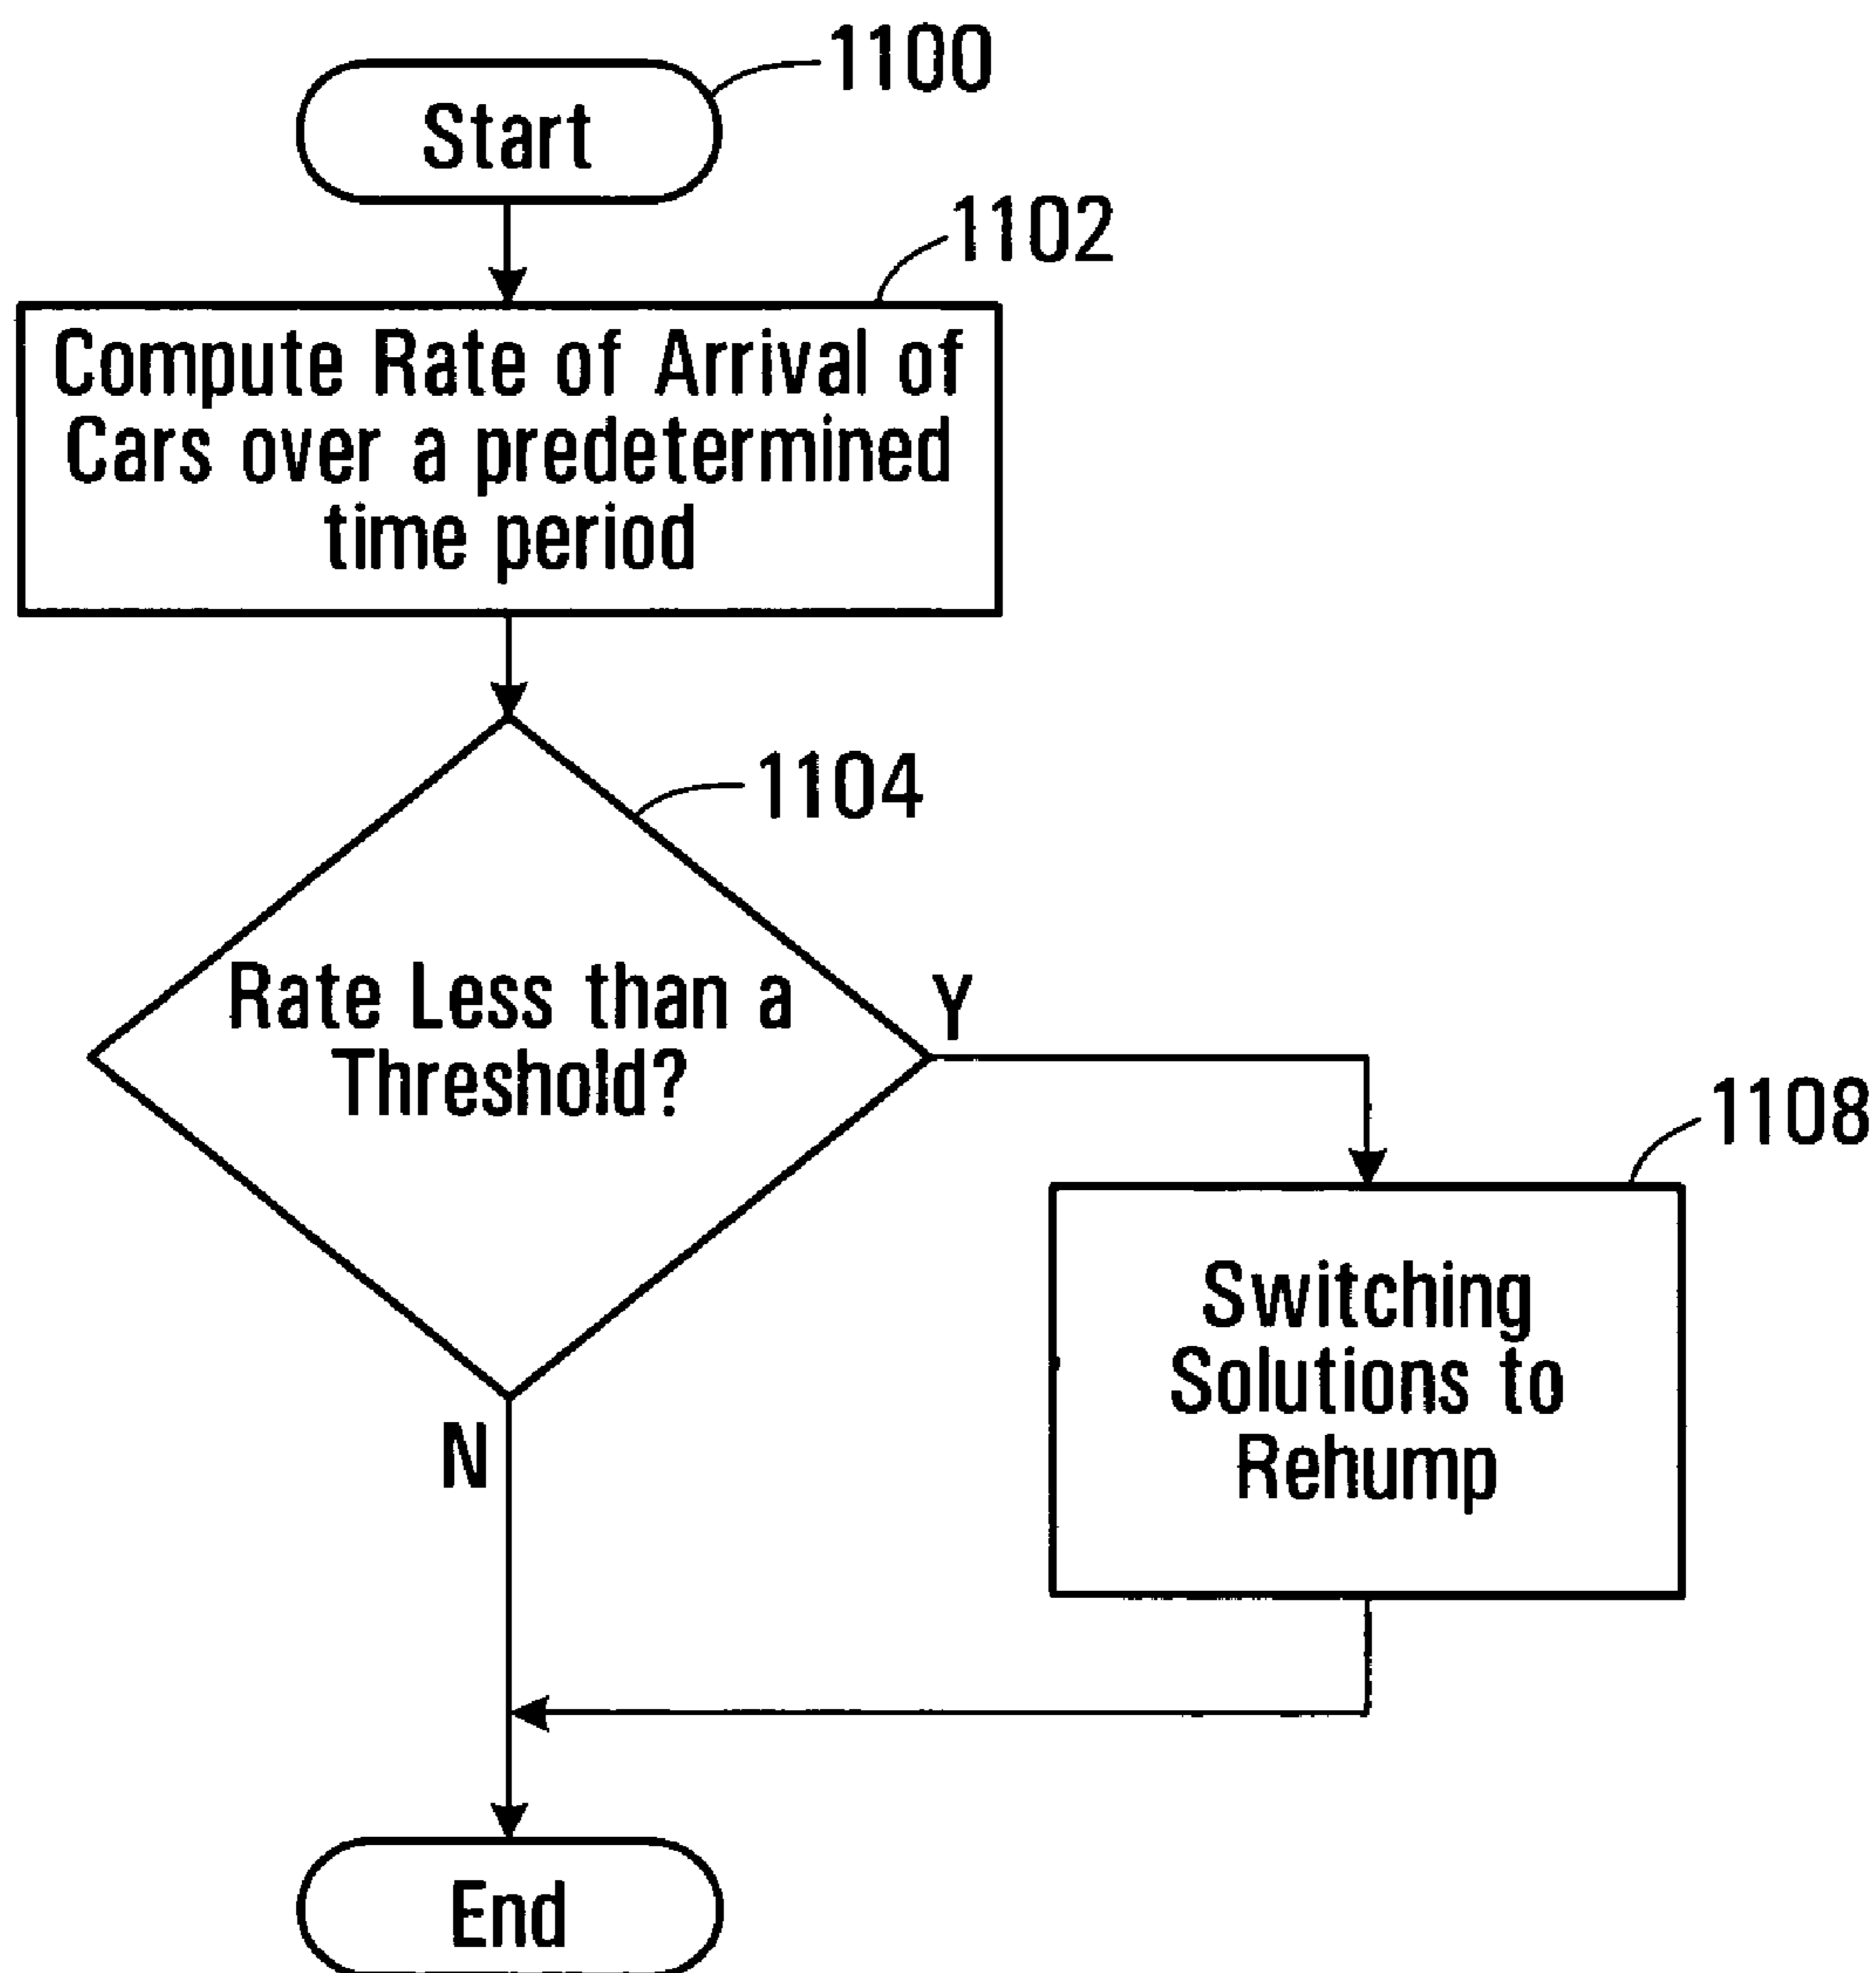 1100
Start
1102
Compute Rate of Arrival of
Cars over a predetermined
time period
1104
Rate Less than a
Threshold?
Y
1108
Switching
Solutions to
Rehump
N
End